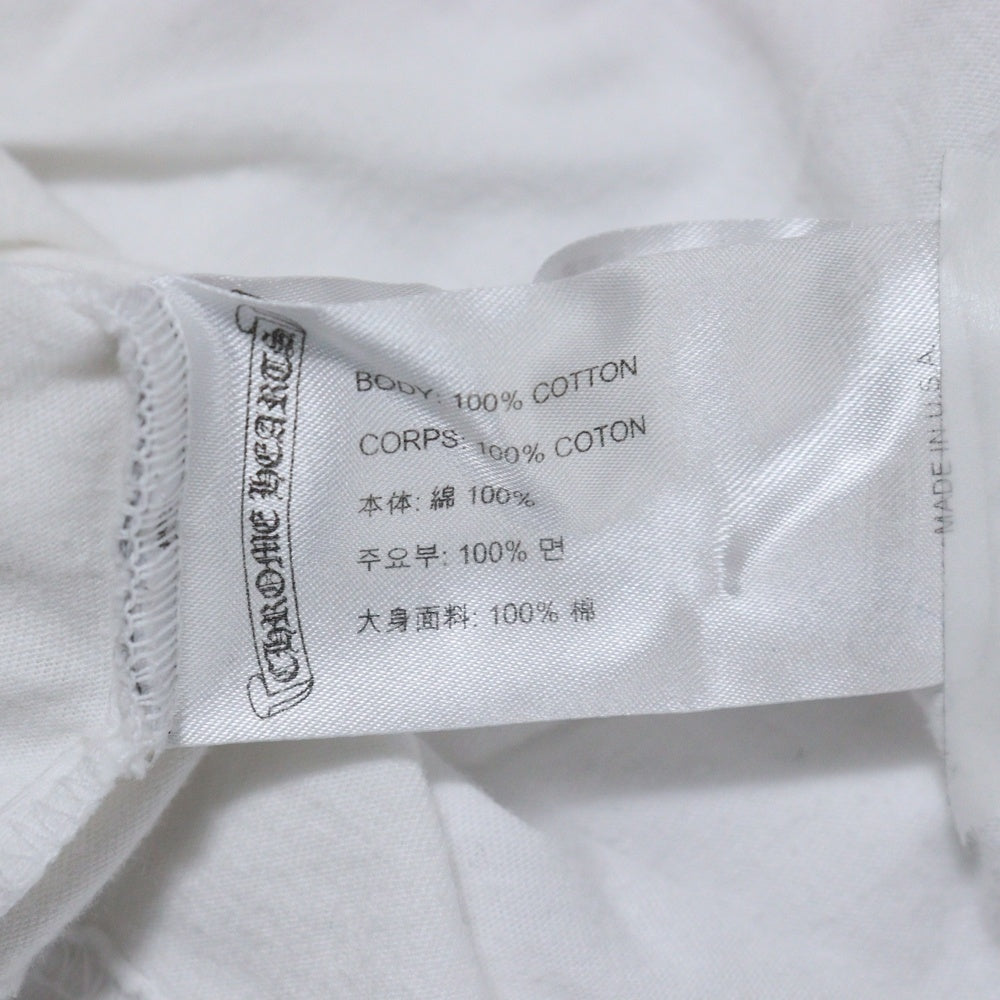 CHROME HEARTS
BODY: 100% COTTON
CORPS: 100% COTON
本体: 綿 100%
주요부: 100% 면
大身面料: 100% 棉
MADE IN U.S.A.